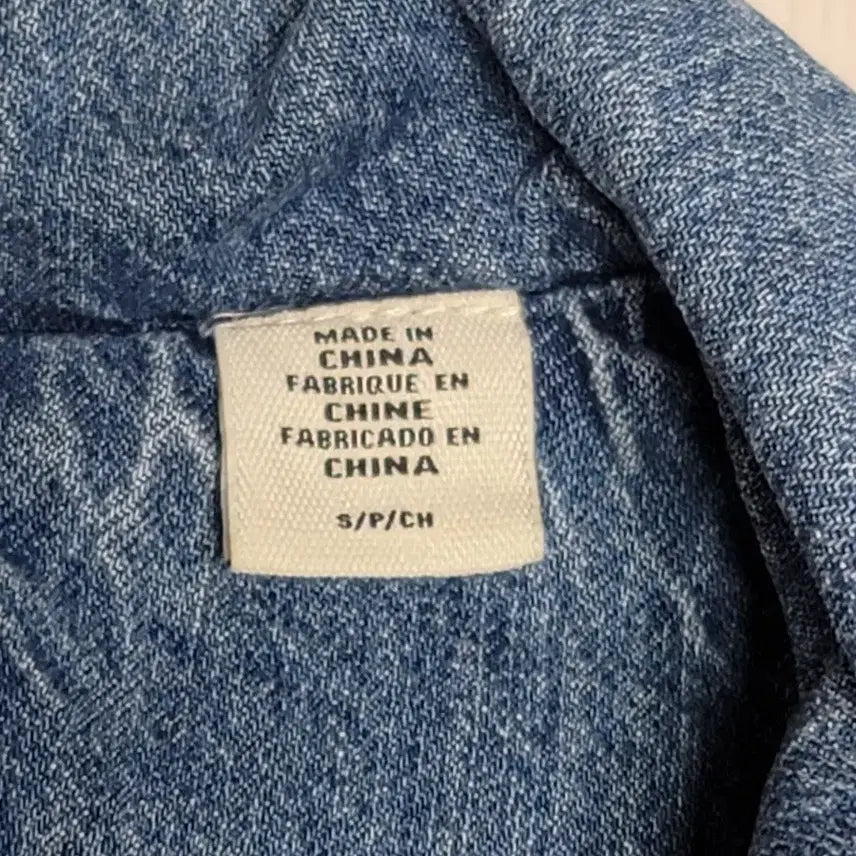 MADE IN
CHINA
FABRIQUE EN
CHINE
FABRICADO EN
CHINA
S/P/CH